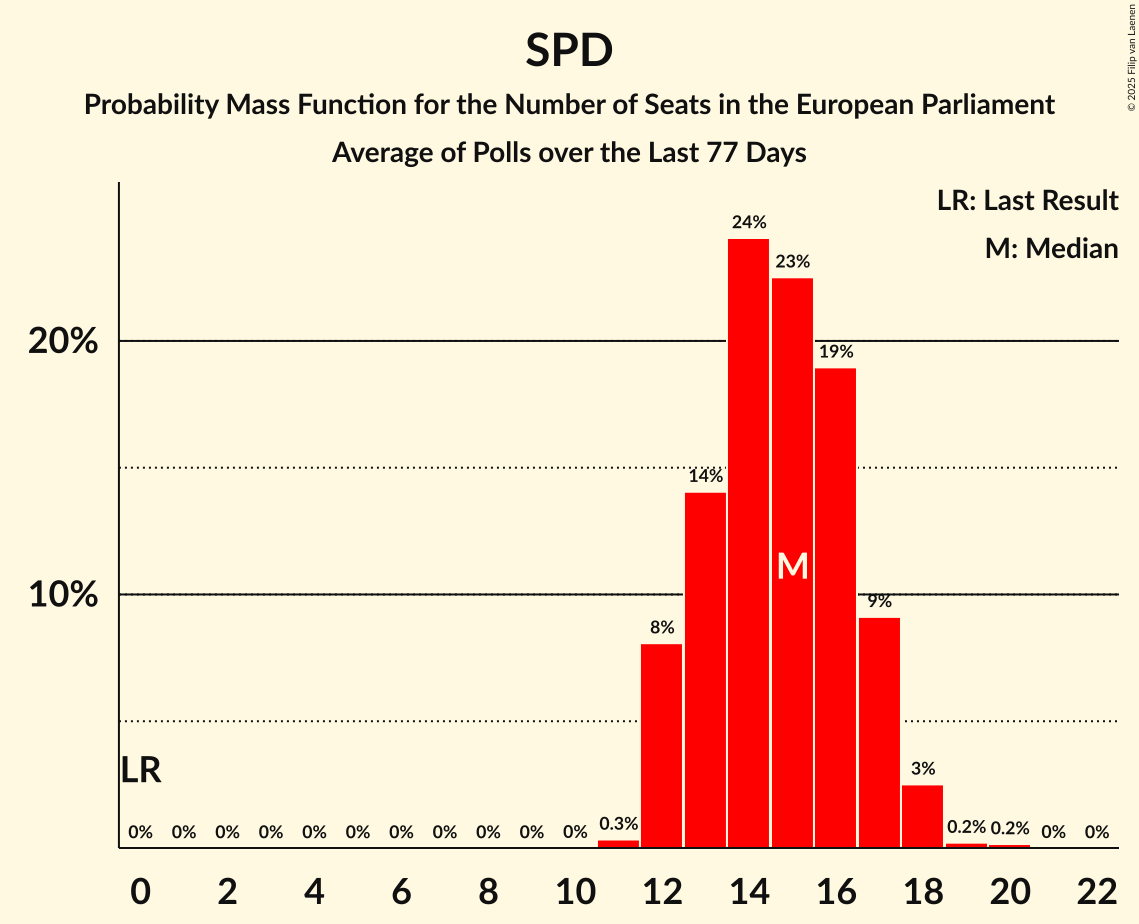 SPD
Probability Mass Function for the Number of Seats in the European Parliament
Average of Polls over the Last 77 Days
© 2025 Filip van Laenen
LR: Last Result
M: Median
24%
23%
20%
19%
14%
M
10%
9%
8%
LR
3%
0% 0% 0% 0% 0% 0% 0% 0% 0% 0% 0% 0.3% 0.2% 0.2% 0% 0%
0 2 4 6 8 10 12 14 16 18 20 22